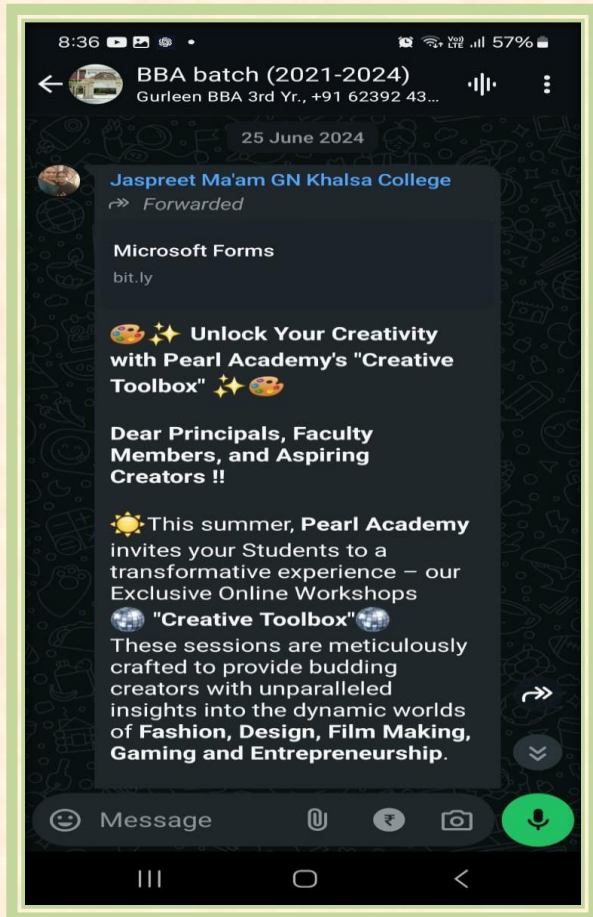 8:36
Vo))
LTE 57%
BBA batch (2021-2024)
Gurleen BBA 3rd Yr., +91 62392 43...
25 June 2024
Jaspreet Ma'am GN Khalsa College
Forwarded
Microsoft Forms
bit.ly
🎨✨ Unlock Your Creativity
with Pearl Academy's "Creative
Toolbox" ✨🎨
Dear Principals, Faculty
Members, and Aspiring
Creators !!
☀️This summer, Pearl Academy
invites your Students to a
transformative experience – our
Exclusive Online Workshops
🪩 "Creative Toolbox"🪩
These sessions are meticulously
crafted to provide budding
creators with unparalleled
insights into the dynamic worlds
of Fashion, Design, Film Making,
Gaming and Entrepreneurship.
Message
₹